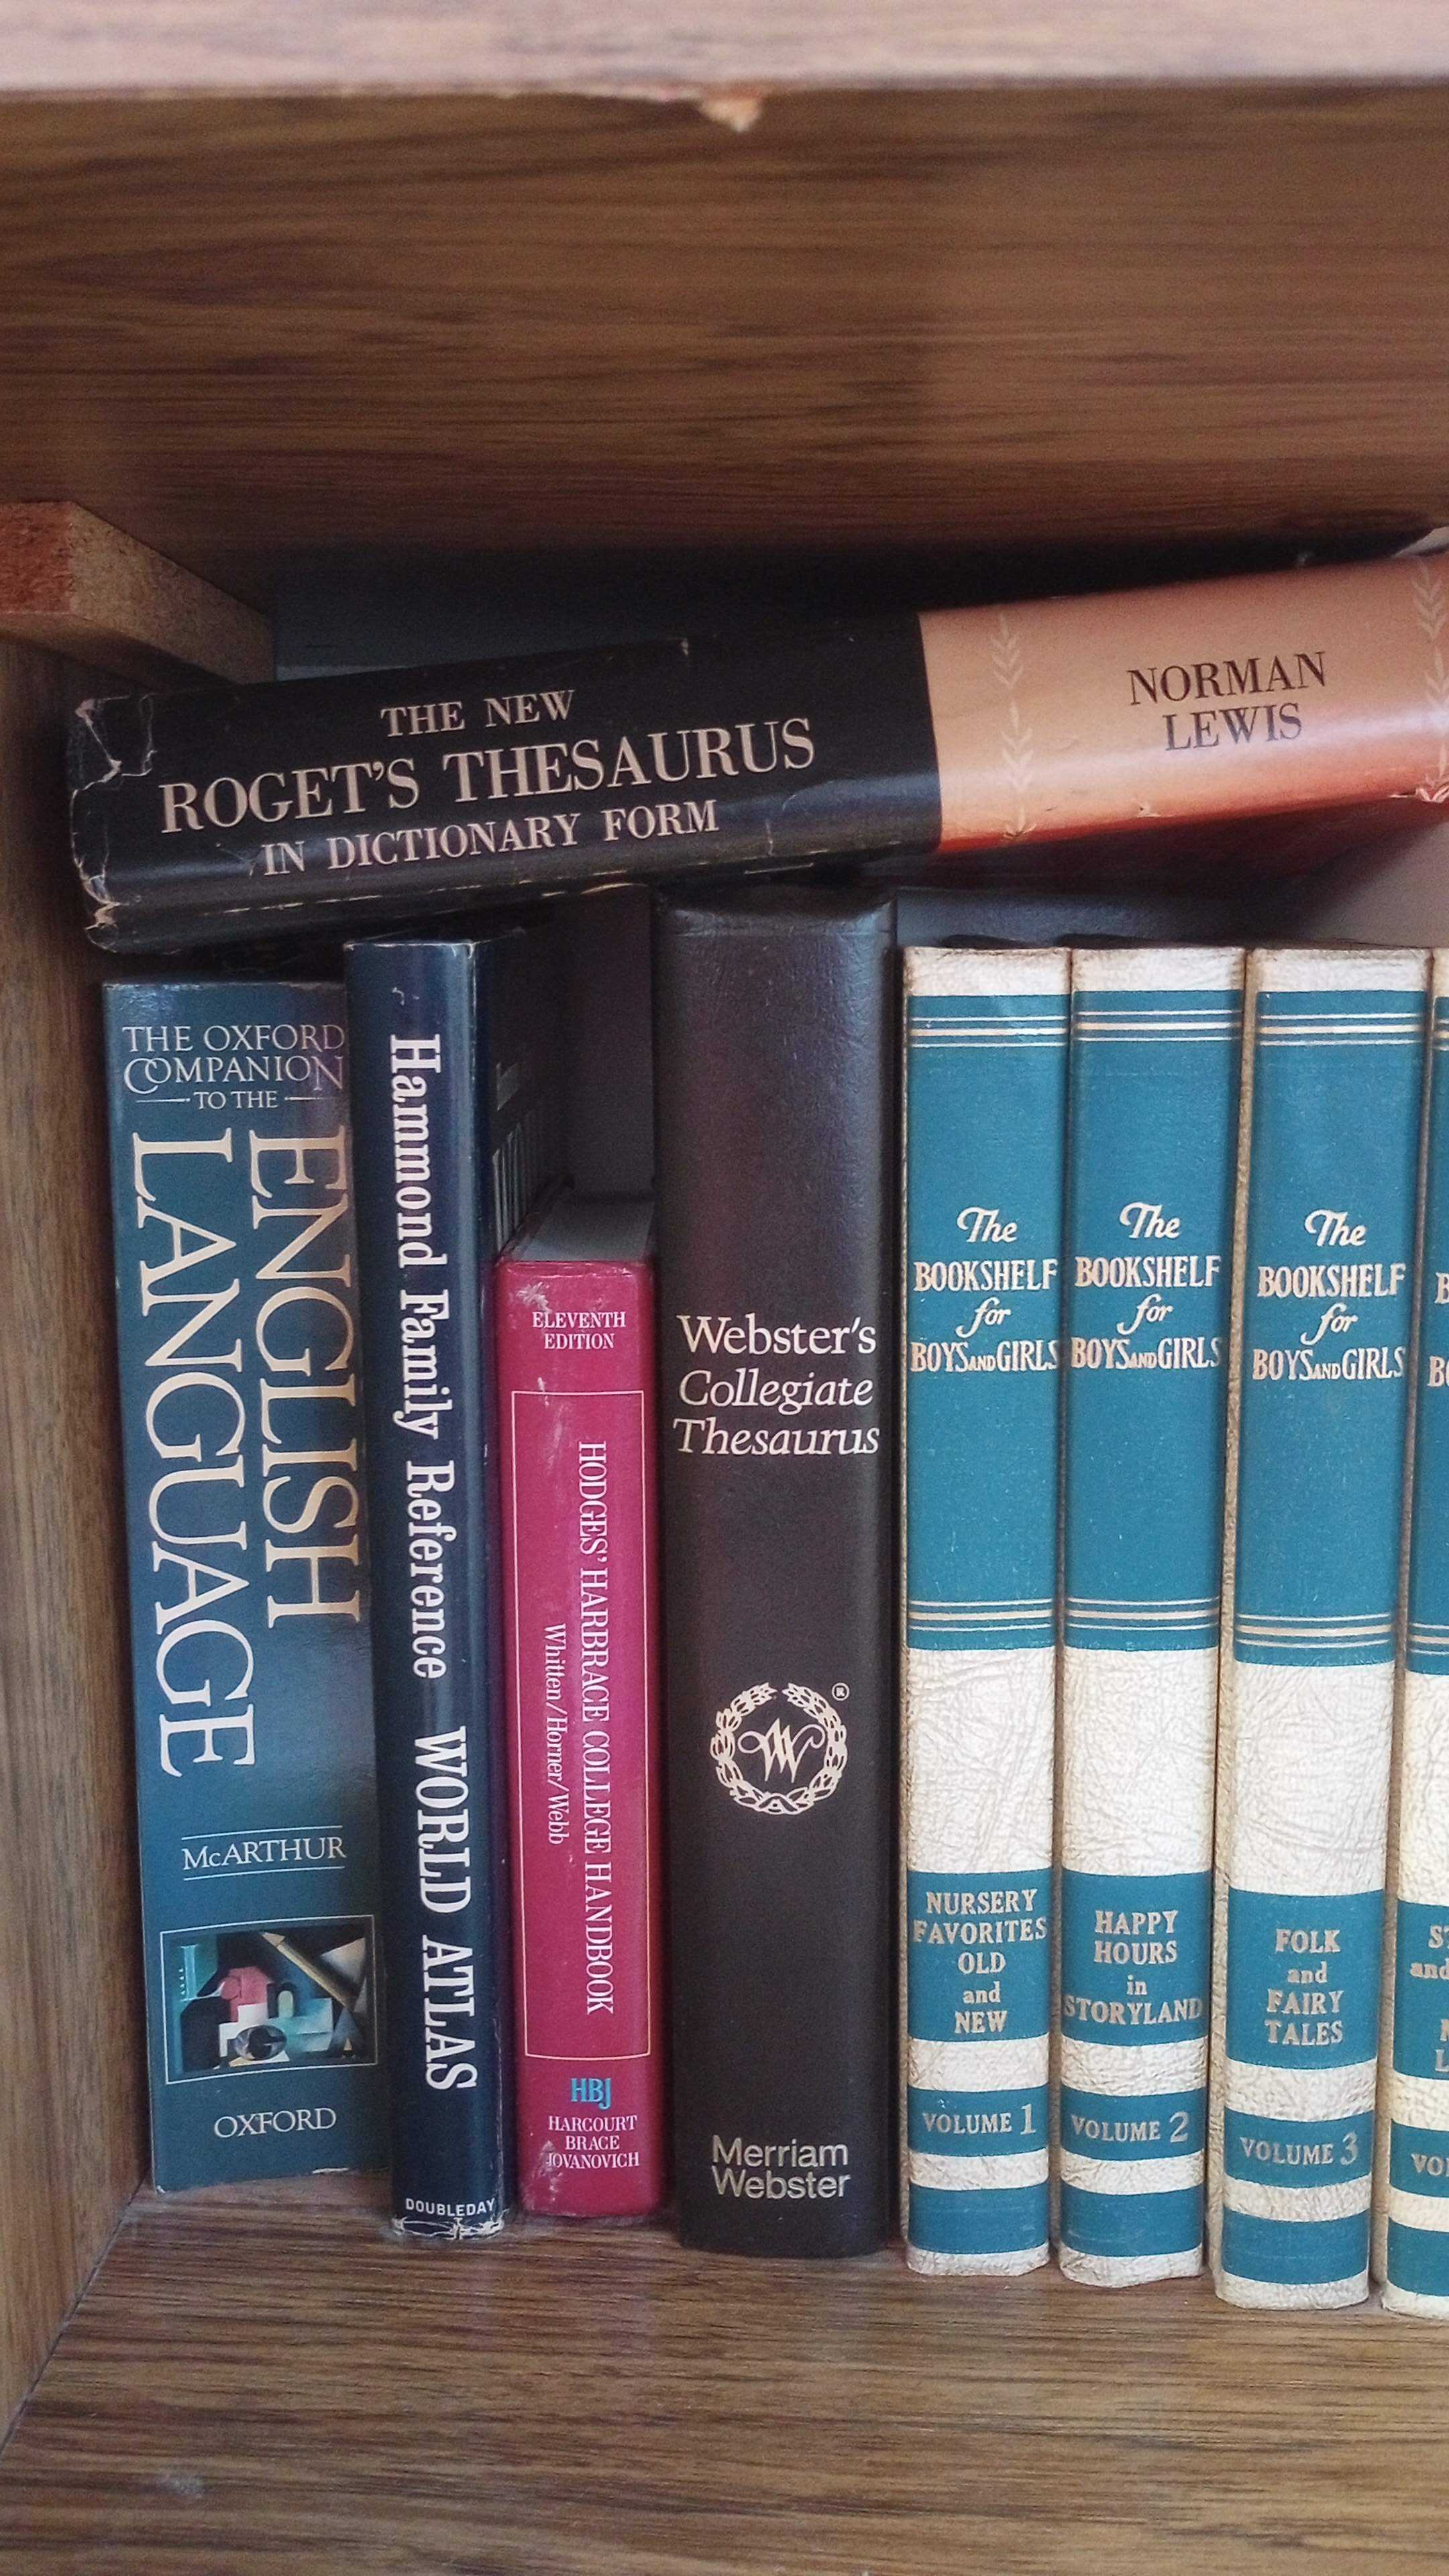 THE NEW
ROGET'S THESAURUS
IN DICTIONARY FORM
NORMAN
LEWIS
THE OXFORD
COMPANION
TO THE
ENGLISH
LANGUAGE
McARTHUR
OXFORD
Hammond Family Reference WORLD ATLAS
DOUBLEDAY
ELEVENTH
EDITION
HODGES' HARBRACE COLLEGE HANDBOOK
Whitten/Horner/Webb
HBJ
HARCOURT
BRACE
JOVANOVICH
Webster's
Collegiate
Thesaurus
Merriam
Webster
The
BOOKSHELF
for
BOYS AND GIRLS
NURSERY
FAVORITES
OLD
and
NEW
VOLUME 1
The
BOOKSHELF
for
BOYS AND GIRLS
HAPPY
HOURS
in
STORYLAND
VOLUME 2
The
BOOKSHELF
for
BOYS AND GIRLS
FOLK
and
FAIRY
TALES
VOLUME 3